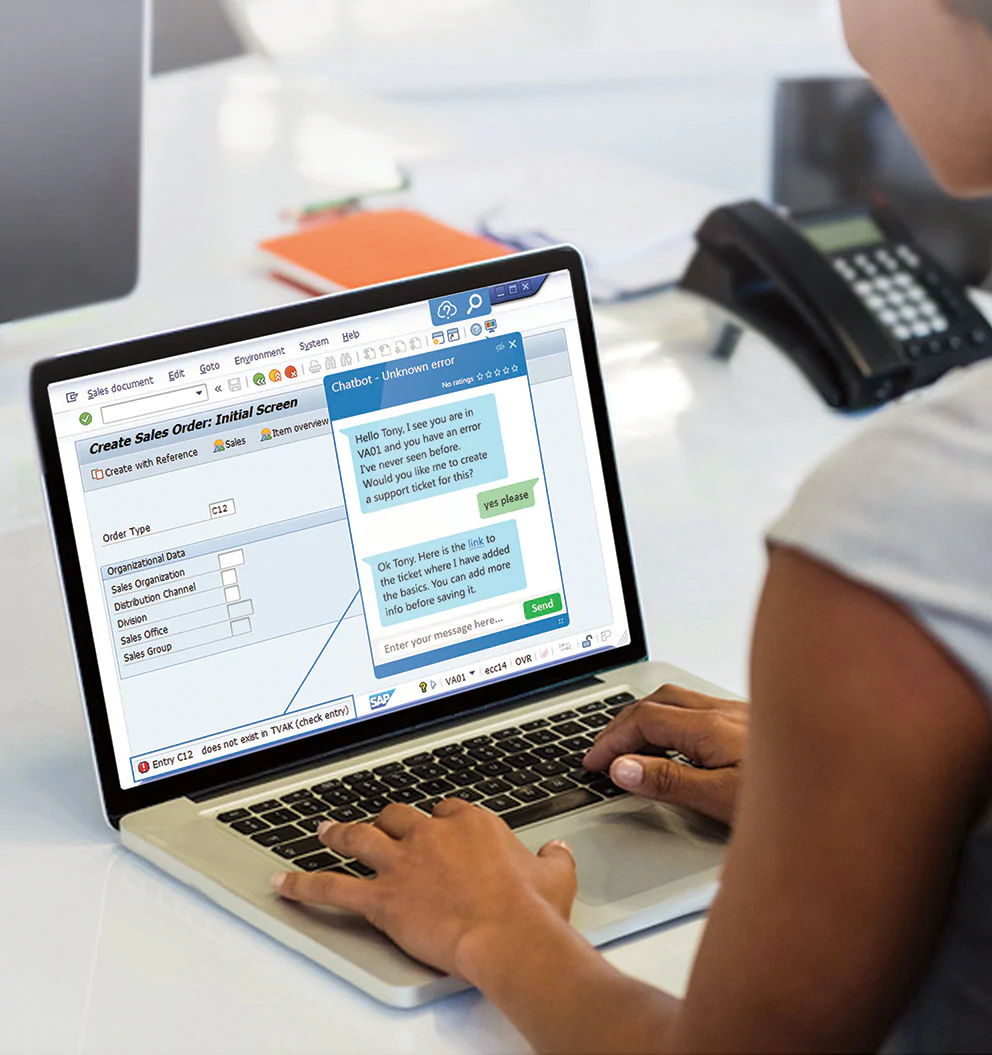 Sales document Edit Goto Environment System Help
Create Sales Order: Initial Screen
Create with Reference Sales Item overview
Order Type C12
Organizational Data
Sales Organization
Distribution Channel
Division
Sales Office
Sales Group
Chatbot - Unknown error
No ratings
Hello Tony, I see you are in
VA01 and you have an error
I've never seen before.
Would you like me to create
a support ticket for this?
yes please
Ok Tony. Here is the link to
the ticket where I have added
the basics. You can add more
info before saving it.
Enter your message here... Send
Entry C12 does not exist in TVAK (check entry)
SAP
VA01 ecc14 OVR